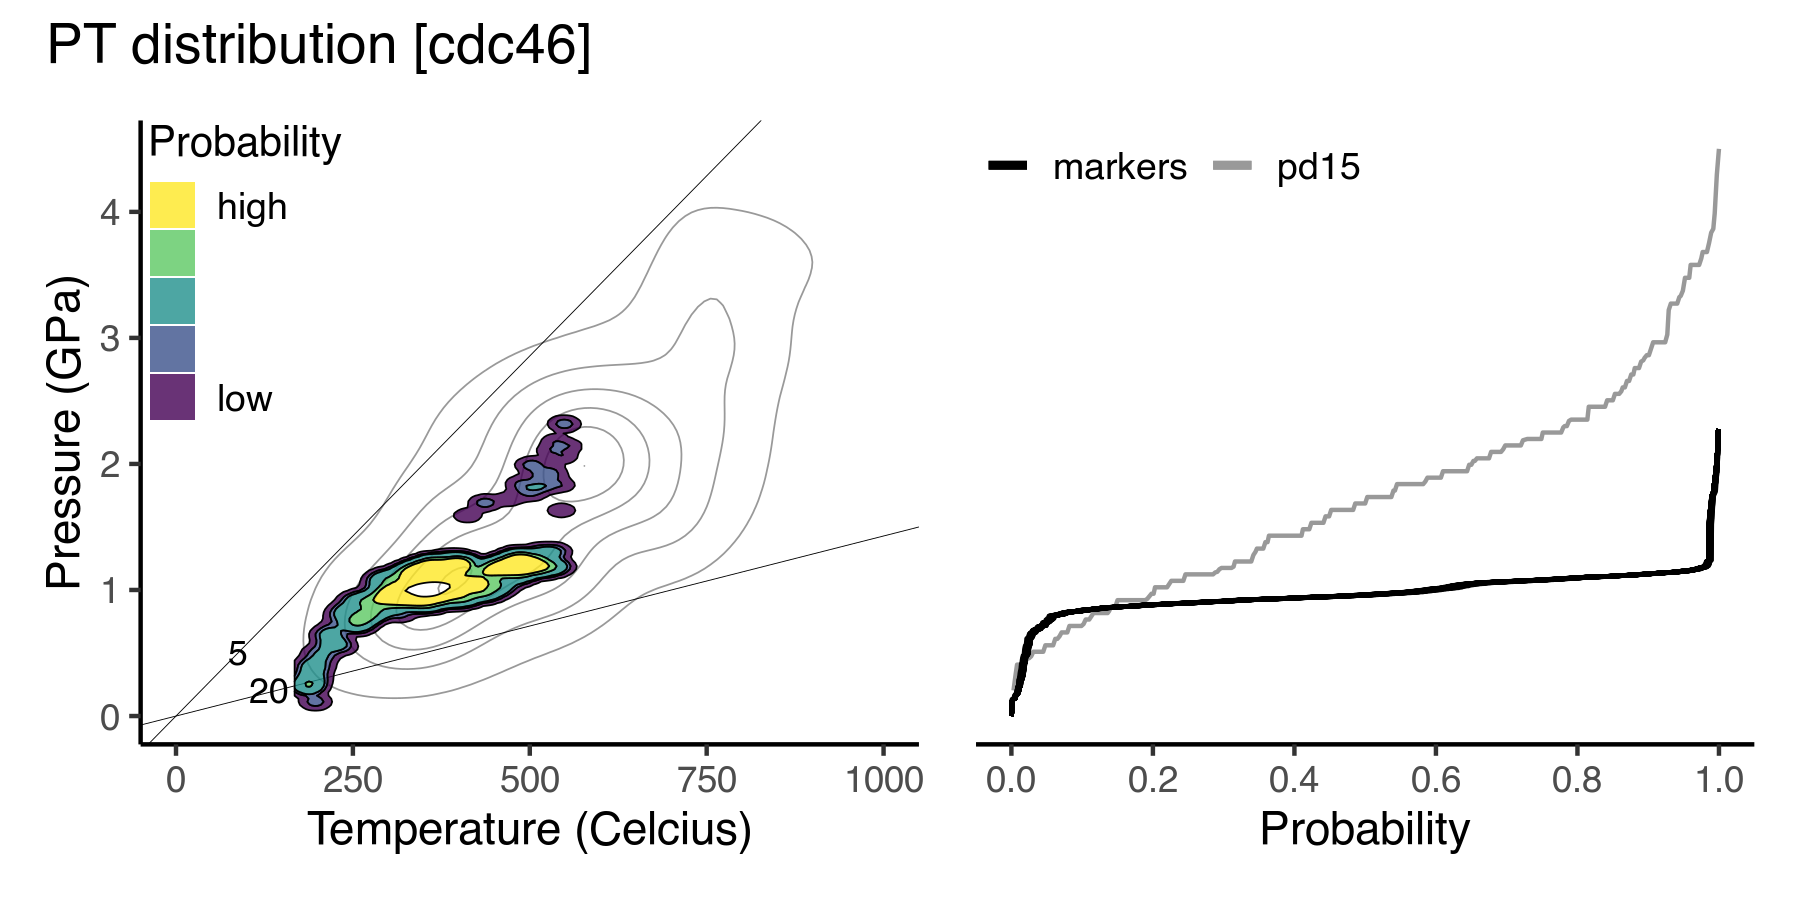 PT distribution [cdc46]
Probability
high
low
4
3
2
1
0
Pressure (GPa)
5
20
0 250 500 750 1000
Temperature (Celcius)
markers pd15
0.0 0.2 0.4 0.6 0.8 1.0
Probability